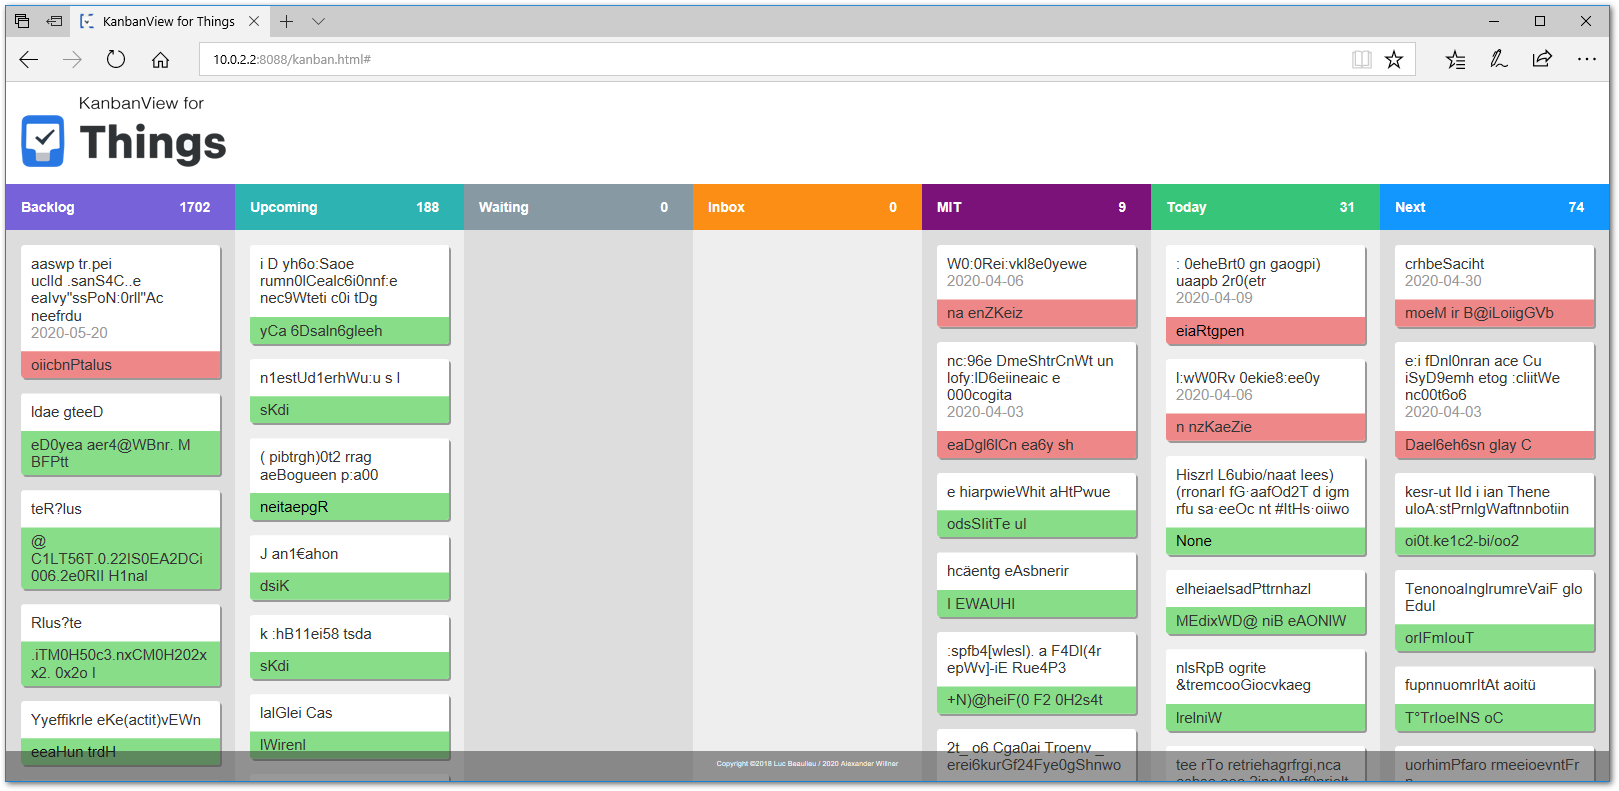 KanbanView for Things
10.0.2.2:8088/kanban.html#
KanbanView for
Things
Backlog 1702
Upcoming 188
Waiting 0
Inbox 0
MIT 9
Today 31
Next 74
aaswp tr.pei
uclId .sanS4C..e
ealvy"ssPoN:0rll"Ac
neefrdu
2020-05-20
oiicbnPtalus
ldae gteeD
eD0yea aer4@WBnr. M
BFPtt
teR?lus
@
C1LT56T.0.22IS0EA2DCi
006.2e0RII H1nal
Rlus?te
.iTM0H50c3.nxCM0H202x
x2. 0x2o l
Yyeffikrle eKe(actit)vEWn
eeaHun trdH
i D yh6o:Saoe
rumn0lCealc6i0nnf:e
nec9Wteti c0i tDg
yCa 6Dsaln6gleeh
n1estUd1erhWu:u s l
sKdi
( pibtrgh)0t2 rrag
aeBogueen p:a00
neitaepgR
J an1€ahon
dsiK
k :hB11ei58 tsda
sKdi
lalGlei Cas
lWirenl
W0:0Rei:vkl8e0yewe
2020-04-06
na enZKeiz
nc:96e DmeShtrCnWt un
lofy:lD6eiineaic e
000cogita
2020-04-03
eaDgl6lCn ea6y sh
e hiarpwieWhit aHtPwue
odsSlitTe ul
hcäentg eAsbnerir
I EWAUHI
:spfb4[wlesl). a F4Dl(4r
epWv]-iE Rue4P3
+N)@heiF(0 F2 0H2s4t
2t_ o6 Cga0ai Troenv _
erei6kurGf24Fye0gShnwo
: 0eheBrt0 gn gaogpi)
uaapb 2r0(etr
2020-04-09
eiaRtgpen
l:wW0Rv 0ekie8:ee0y
2020-04-06
n nzKaeZie
Hiszrl L6ubio/naat lees)
(rronarl fG·aafOd2T d igm
rfu sa·eeOc nt #ItHs·oiiwo
None
elheiaelsadPttrnhazl
MEdixWD@ niB eAONlW
nlsRpB ogrite
&tremcooGiocvkaeg
lrelniW
tee rTo retriehagrfrgi,nca
crhbeSaciht
2020-04-30
moeM ir B@iLoiigGVb
e:i fDnl0nran ace Cu
iSyD9emh etog :cliitWe
nc00t6o6
2020-04-03
Dael6eh6sn glay C
kesr-ut IId i ian Thene
uloA:stPrnlgWaftnnbotiin
oi0t.ke1c2-bi/oo2
TenonoaInglrumreVaiF glo
Edul
orlFmlouT
fupnnuomrltAt aoitü
T°TrloelNS oC
uorhimPfaro rmeeioevntFr
Copyright ©2018 Luc Beaulieu / 2020 Alexander Willner